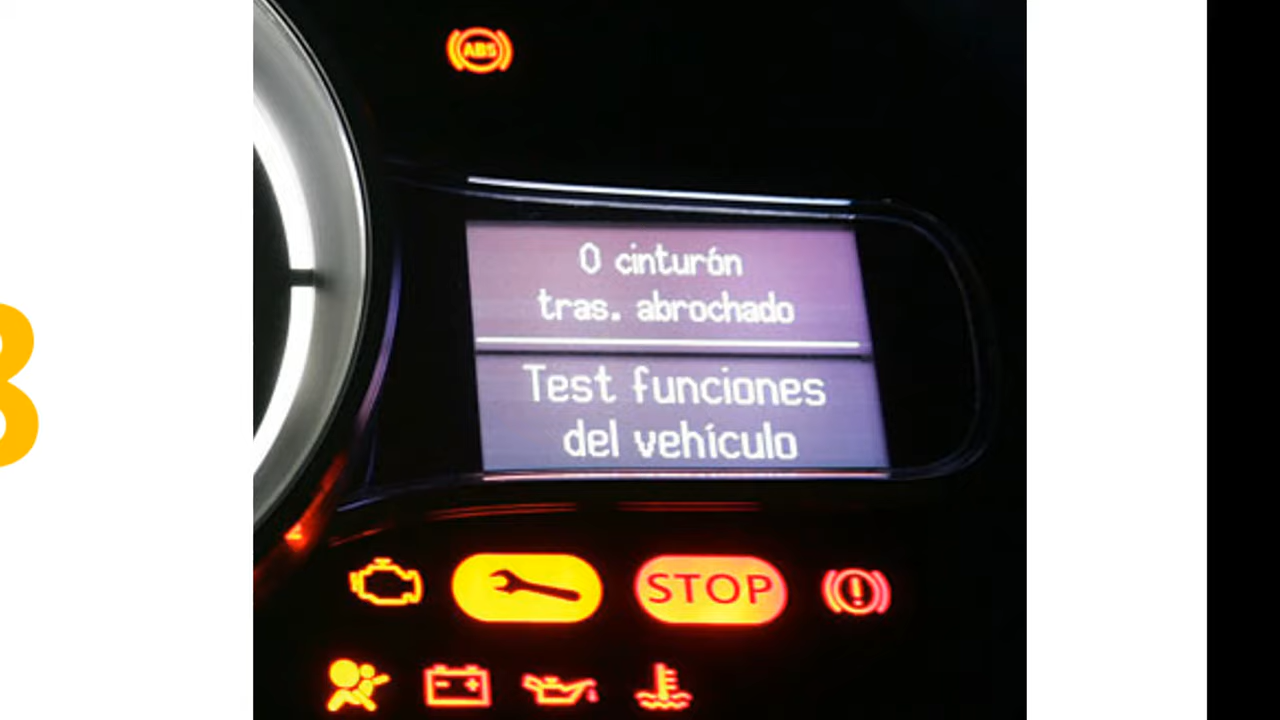 ABS
0 cinturón
tras. abrochado
Test funciones
del vehículo
STOP